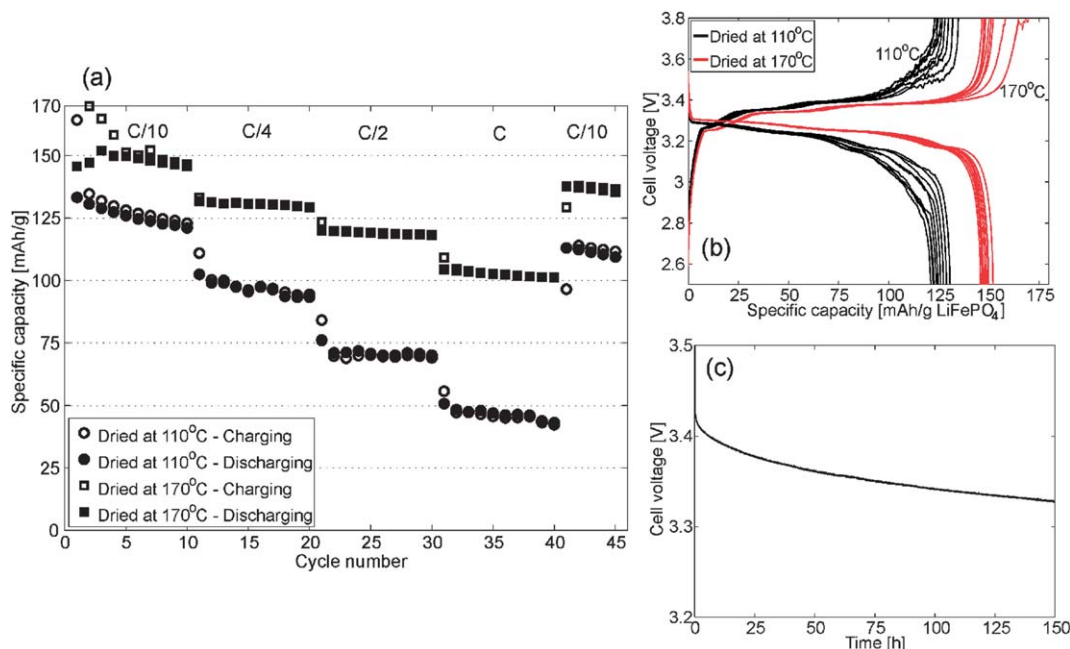 (a)
170
150
125
100
75
50
25
0
C/10
C/4
C/2
C
C/10
Specific capacity [mAh/g]
Dried at 110°C - Charging
Dried at 110°C - Discharging
Dried at 170°C - Charging
Dried at 170°C - Discharging
0 5 10 15 20 25 30 35 40 45
Cycle number
3.8
3.4
3.2
3
2.8
2.6
Cell voltage [V]
Dried at 110°C
Dried at 170°C
110°C
170°C
(b)
0 25 50 75 100 125 150 175
Specific capacity [mAh/g LiFePO4]
(c)
3.5
3.4
3.3
3.2
Cell voltage [V]
0 25 50 75 100 125 150
Time [h]